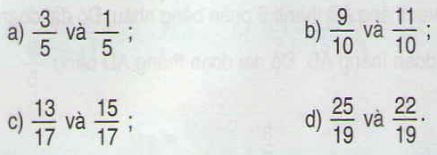 a) 3/5 và 1/5 ; b) 9/10 và 11/10 ;
c) 13/17 và 15/17 ; d) 25/19 và 22/19 .